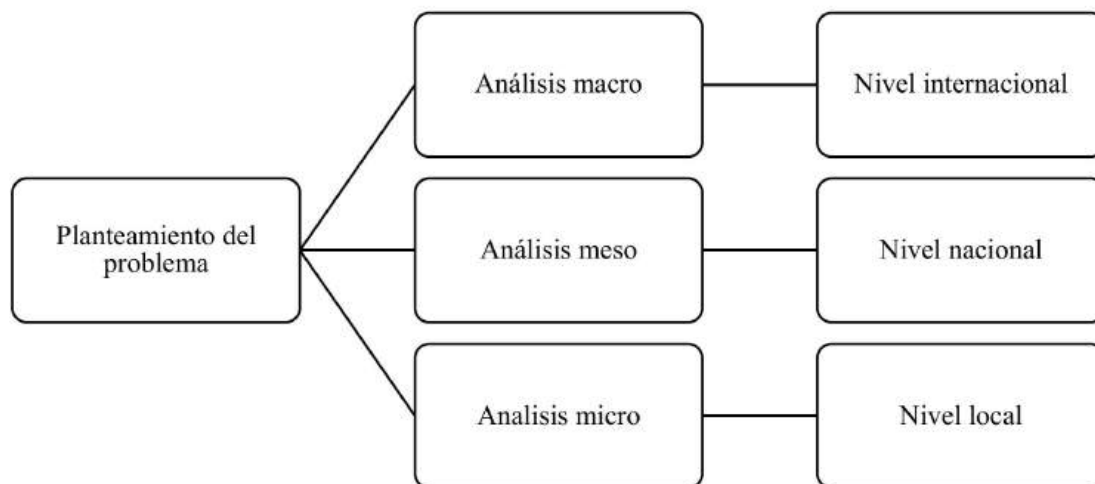 Planteamiento del
problema
Análisis macro
Nivel internacional
Análisis meso
Nivel nacional
Analisis micro
Nivel local